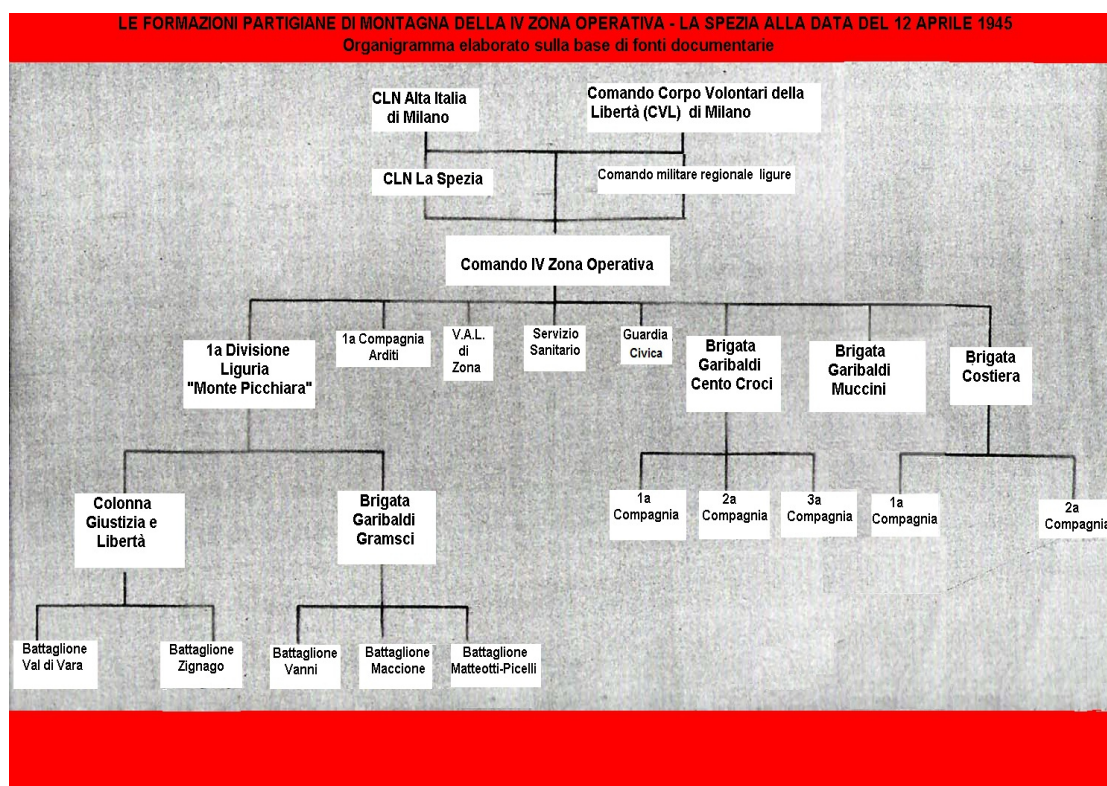 LE FORMAZIONI PARTIGIANE DI MONTAGNA DELLA IV ZONA OPERATIVA - LA SPEZIA ALLA DATA DEL 12 APRILE 1945
Organigramma elaborato sulla base di fonti documentarie
CLN Alta Italia
di Milano
Comando Corpo Volontari della
Libertà (CVL) di Milano
CLN La Spezia
Comando militare regionale ligure
Comando IV Zona Operativa
1a Divisione
Liguria
"Monte Picchiara"
1a Compagnia
Arditi
V.A.L.
di
Zona
Servizio
Sanitario
Guardia
Civica
Brigata
Garibaldi
Cento Croci
Brigata
Garibaldi
Muccini
Brigata
Costiera
Colonna
Giustizia e
Libertà
Brigata
Garibaldi
Gramsci
1a
Compagnia
2a
Compagnia
3a
Compagnia
1a
Compagnia
2a
Compagnia
Battaglione
Val di Vara
Battaglione
Zignago
Battaglione
Vanni
Battaglione
Maccione
Battaglione
Matteotti-Picelli